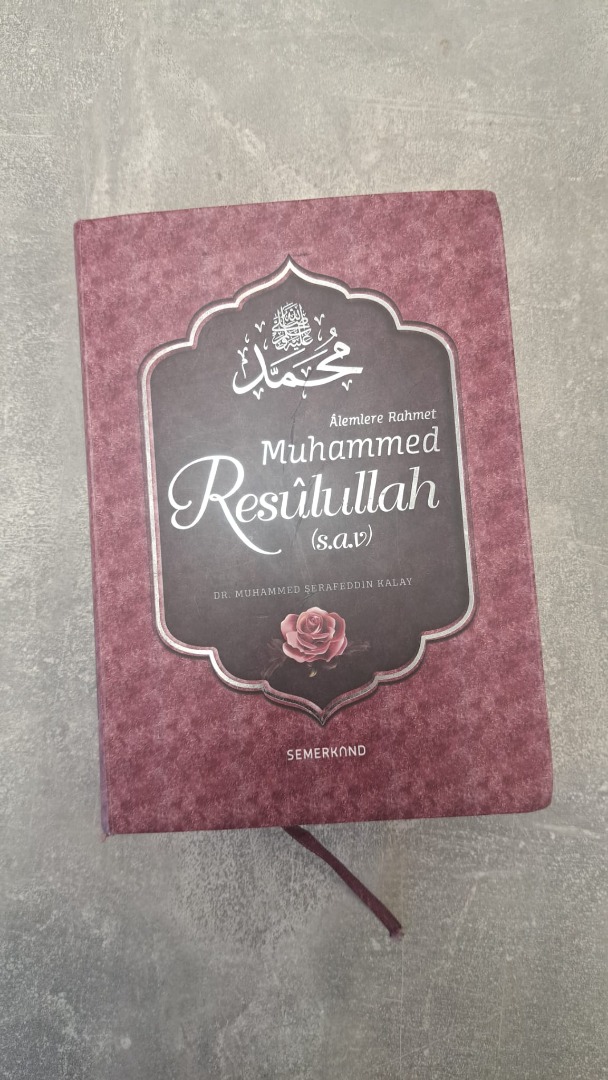 ﷺ
محمد
Âlemlere Rahmet
Muhammed
Resûlullah
(s.a.v)
DR. MUHAMMED ŞERAFEDDİN KALAY
SEMERKAND